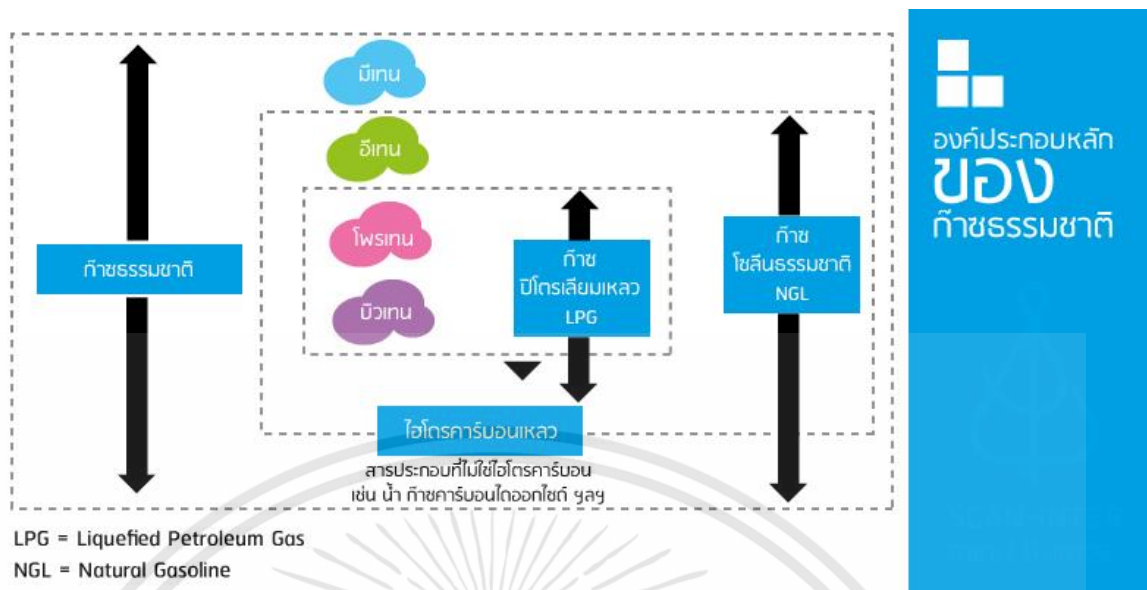 มีเทน
อีเทน
โพรเทน
บิวเทน
ก๊าซธรรมชาติ
ก๊าซ
ปิโตรเลียมเหลว
LPG
ก๊าซ
โซลีนธรรมชาติ
NGL
ไฮโดรคาร์บอนเหลว
สารประกอบที่ไม่ใช่ไฮโดรคาร์บอน
เช่น น้ำ ก๊าซคาร์บอนไดออกไซด์ ฯลฯ
LPG = Liquefied Petroleum Gas
NGL = Natural Gasoline
องค์ประกอบหลัก
ของ
ก๊าซธรรมชาติ